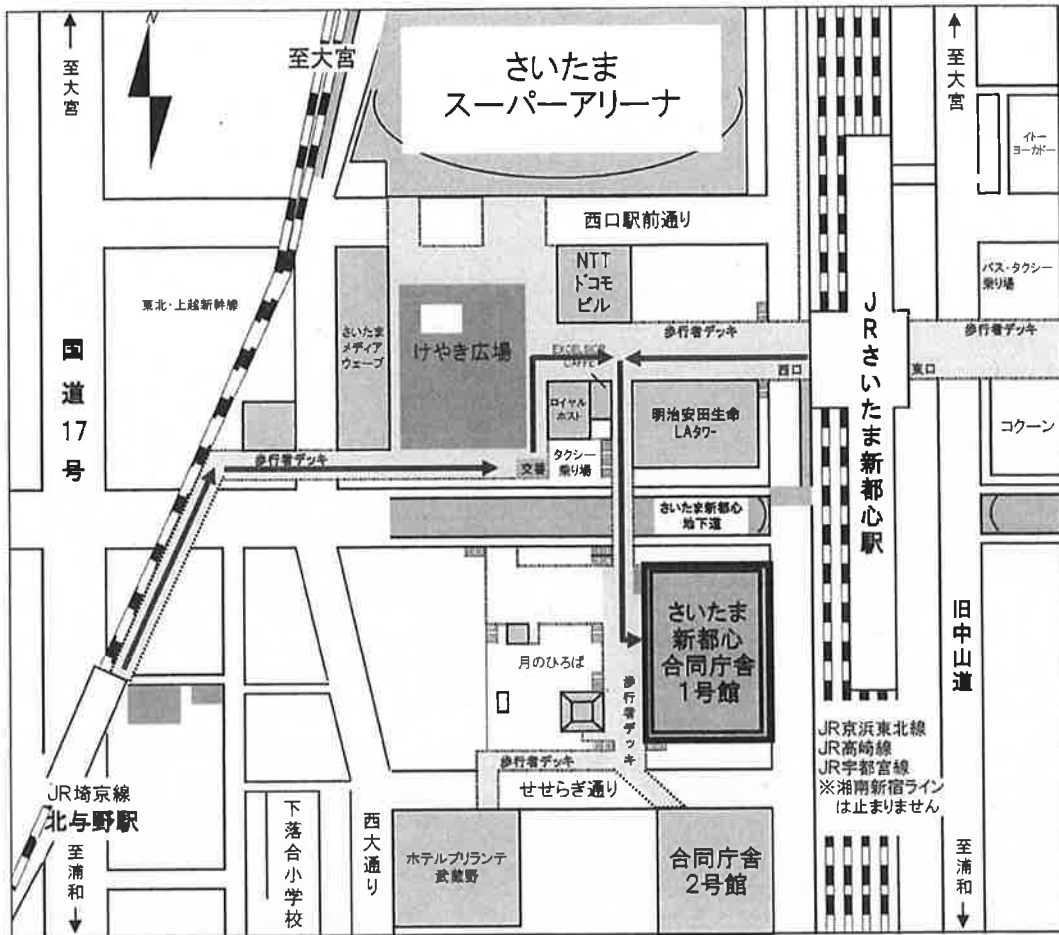 N
至大宮
至大宮
さいたま
スーパーアリーナ
至大宮
イトー
ヨーカドー
西口駅前通り
NTT
ドコモ
ビル
バス・タクシー
乗り場
東北・上越新幹線
さいたま
メディア
ウェーブ
けやき広場
歩行者デッキ
歩行者デッキ
EXCELSIOR
CAFFE
西口
東口
JRさいたま新都心駅
国道17号
ロイヤル
ホスト
明治安田生命
LAタワー
コクーン
歩行者デッキ
交番
タクシー
乗り場
さいたま新都心
地下道
さいたま
新都心
合同庁舎
1号館
旧中山道
月のひろば
歩行者デッキ
歩行者デッキ
せせらぎ通り
JR京浜東北線
JR高崎線
JR宇都宮線
※湘南新宿ライン
は止まりません
JR埼京線
北与野駅
至浦和
下落合小学校
西大通り
ホテルブリランテ
武蔵野
合同庁舎
2号館
至浦和